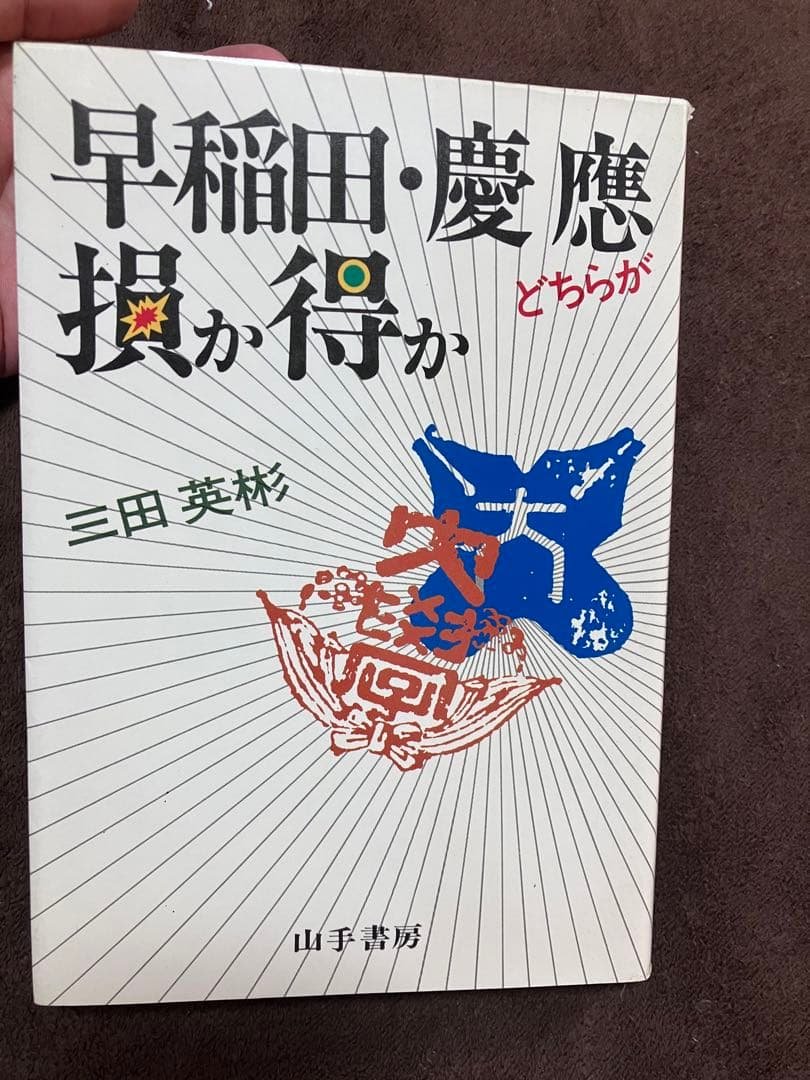 早稲田・慶應
どちらが
損か得か
三田 英彬
大
山手書房